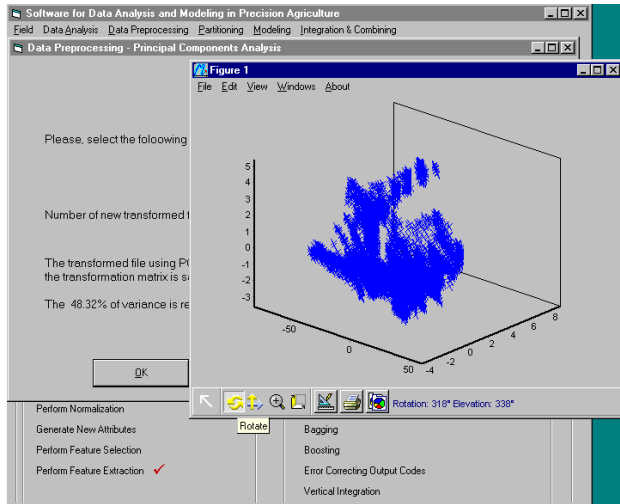 Software for Data Analysis and Modeling in Precision Agriculture
Field Data Analysis Data Preprocessing Partitioning Modeling Integration & Combining
Data Preprocessing - Principal Components Analysis
Figure 1
File Edit View Windows About
Please, select the foloowing
Number of new transformed f
The transformed file using PC
the transformation matrix is s
The 48.32% of variance is re
OK
5
4
3
2
1
0
-1
-2
-3
-50
0
50
-4
-2
0
2
4
6
8
Rotation: 318° Elevation: 338°
Rotate
Perform Normalization
Generate New Attributes
Perform Feature Selection
Perform Feature Extraction
Bagging
Boosting
Error Correcting Output Codes
Vertical Integration